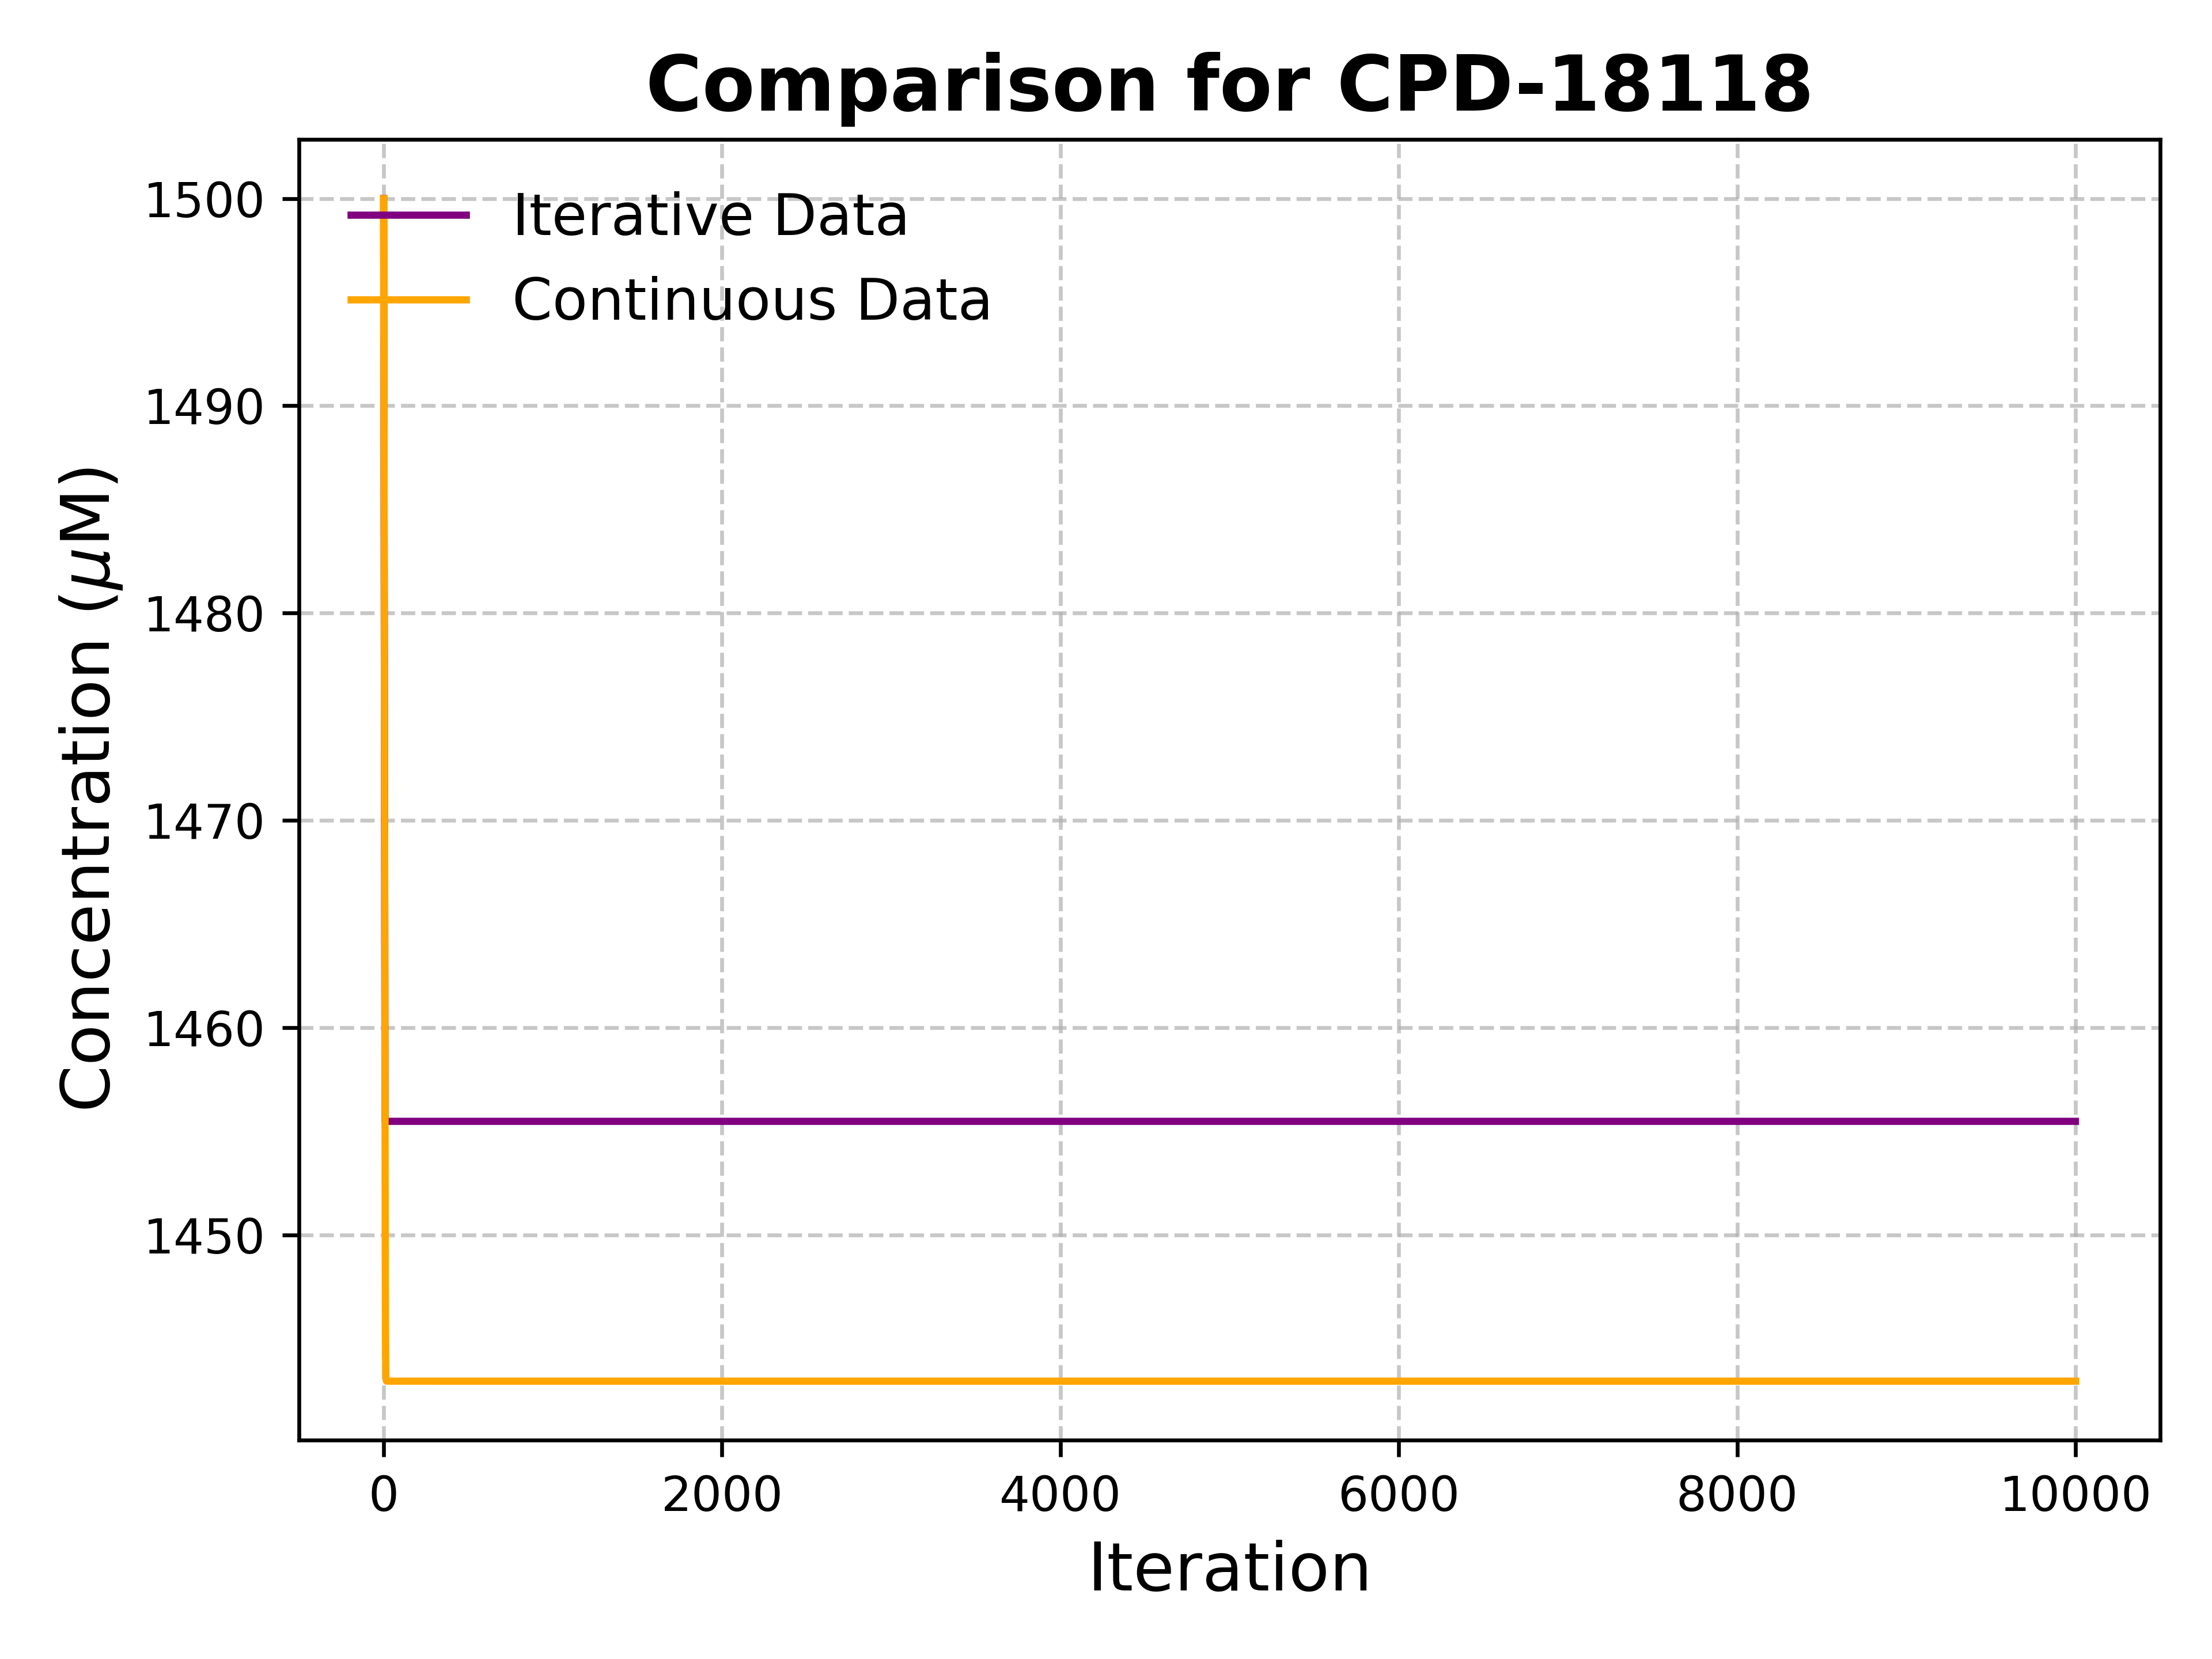 Comparison for CPD-18118
Iterative Data
Continuous Data
Concentration (μM)
1500
1490
1480
1470
1460
1450
0 2000 4000 6000 8000 10000
Iteration